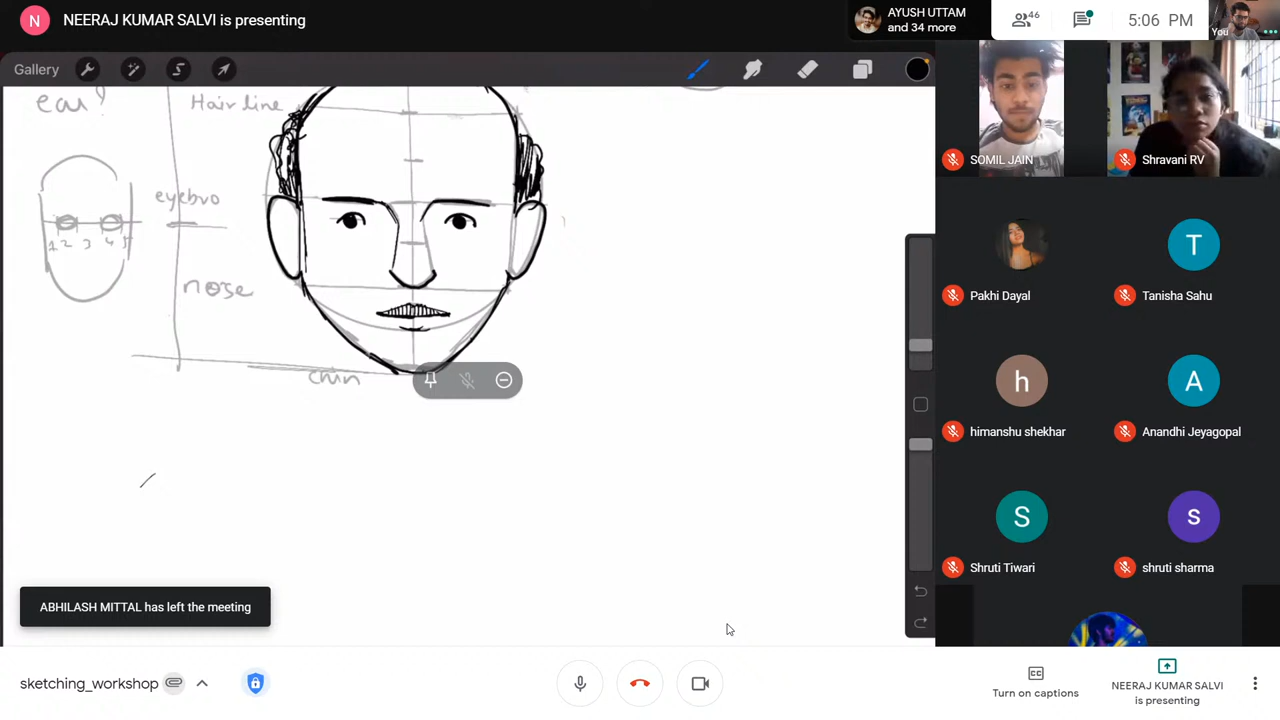 N
NEERAJ KUMAR SALVI is presenting
AYUSH UTTAM
and 34 more
46
5:06 PM
You
Gallery
ear?
Hair line
eyebro
1 2 3 4 5
nose
chin
SOMIL JAIN
Shravani RV
Pakhi Dayal
T
Tanisha Sahu
h
himanshu shekhar
A
Anandhi Jeyagopal
S
Shruti Tiwari
s
shruti sharma
ABHILASH MITTAL has left the meeting
sketching_workshop
CC
Turn on captions
NEERAJ KUMAR SALVI
is presenting